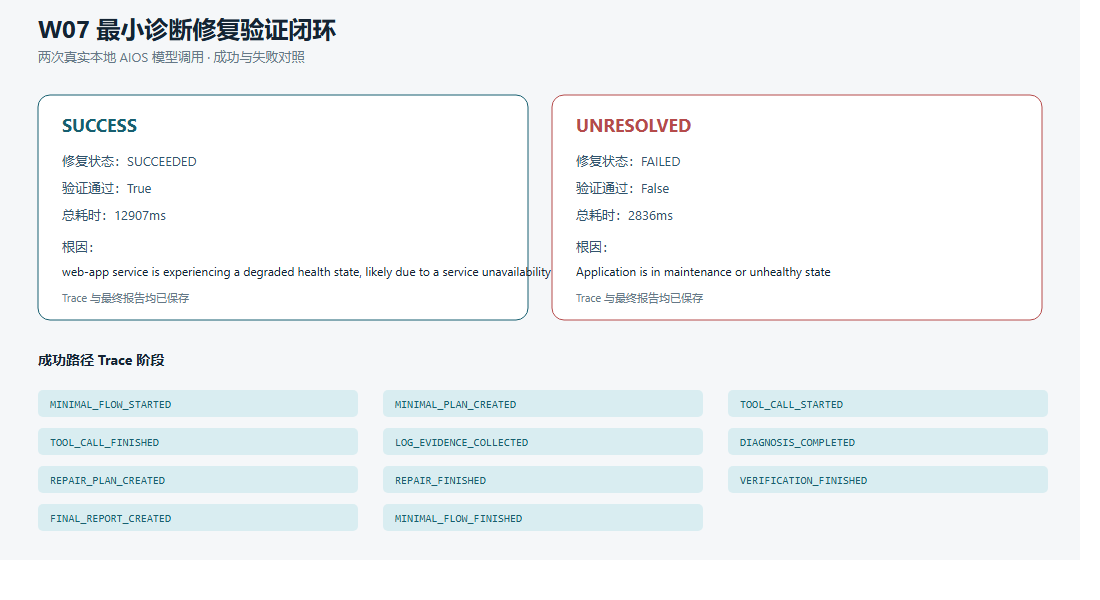 W07 最小诊断修复验证闭环
两次真实本地 AIOS 模型调用 · 成功与失败对照
SUCCESS
修复状态：SUCCEEDED
验证通过：True
总耗时：12907ms
根因：
web-app service is experiencing a degraded health state, likely due to a service unavailability
Trace 与最终报告均已保存
UNRESOLVED
修复状态：FAILED
验证通过：False
总耗时：2836ms
根因：
Application is in maintenance or unhealthy state
Trace 与最终报告均已保存
成功路径 Trace 阶段
MINIMAL_FLOW_STARTED
MINIMAL_PLAN_CREATED
TOOL_CALL_STARTED
TOOL_CALL_FINISHED
LOG_EVIDENCE_COLLECTED
DIAGNOSIS_COMPLETED
REPAIR_PLAN_CREATED
REPAIR_FINISHED
VERIFICATION_FINISHED
FINAL_REPORT_CREATED
MINIMAL_FLOW_FINISHED